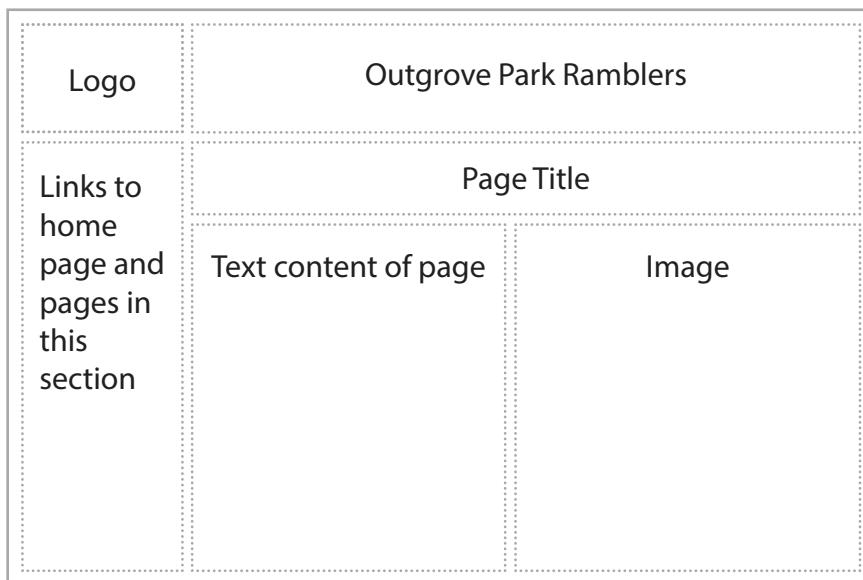 Logo
Outgrove Park Ramblers
Page Title
Links to
home
page and
pages in
this
section
Text content of page
Image